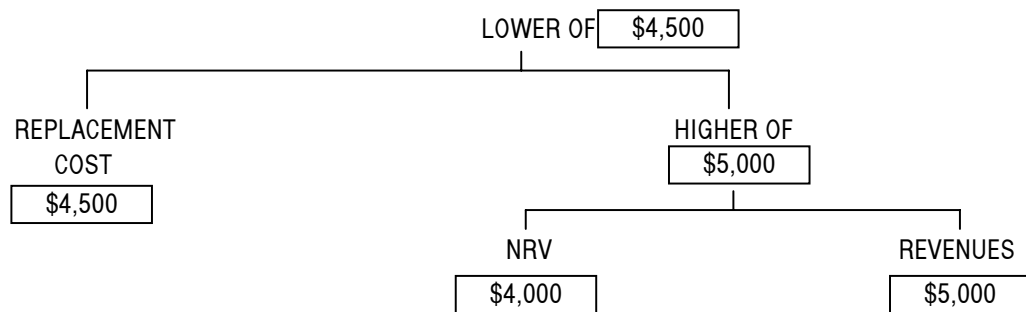 LOWER OF $4,500
REPLACEMENT
COST
$4,500
HIGHER OF
$5,000
NRV
$4,000
REVENUES
$5,000